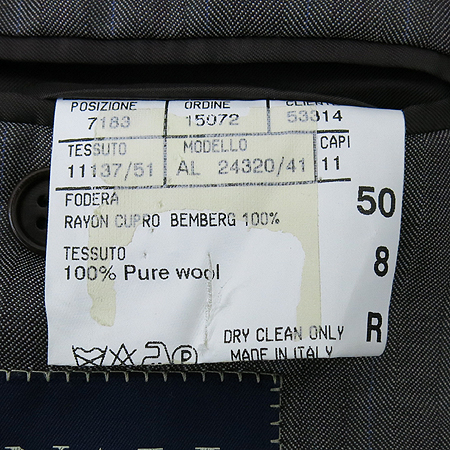 POSIZIONE ORDINE CLIENTE
7183 15072 53314
TESSUTO MODELLO CAPI
11137/51 AL 24320/41 11
FODERA
RAYON CUPRO BEMBERG 100%
50
TESSUTO
100% Pure wool
8
DRY CLEAN ONLY
R
P
MADE IN ITALY